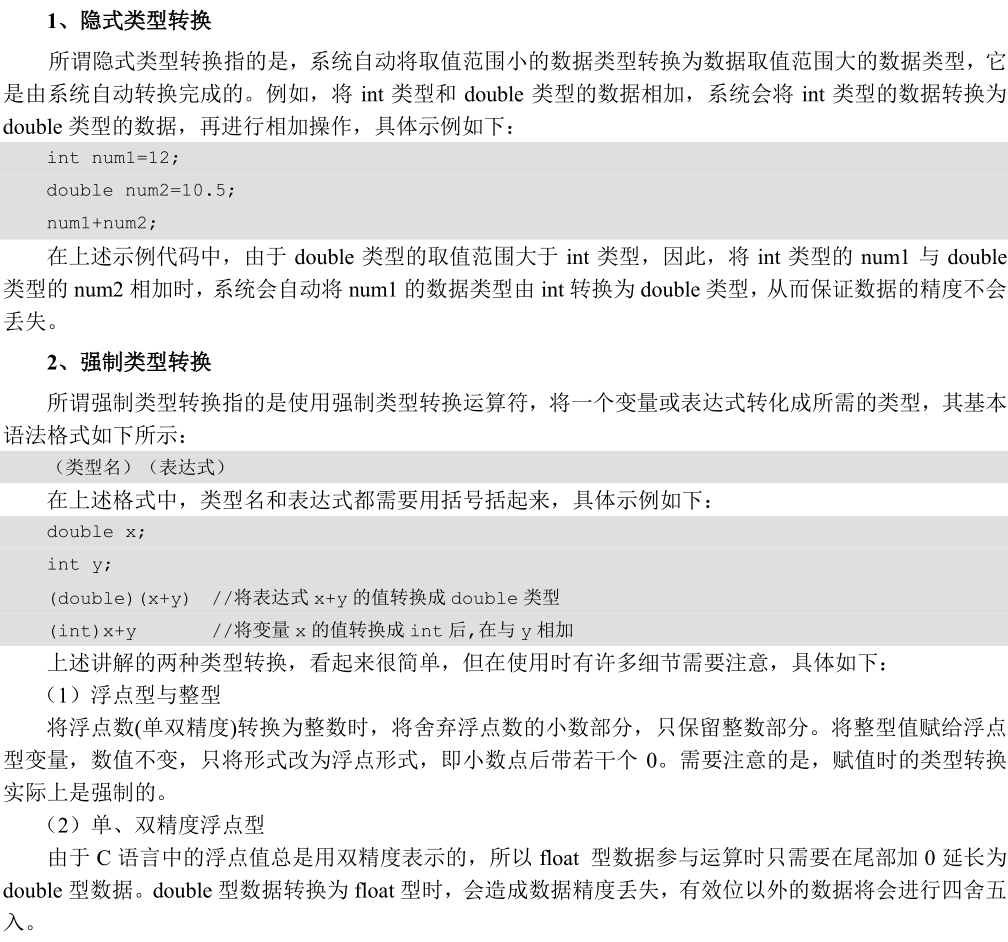 1、隐式类型转换
所谓隐式类型转换指的是，系统自动将取值范围小的数据类型转换为数据取值范围大的数据类型，它
是由系统自动转换完成的。例如，将 int 类型和 double 类型的数据相加，系统会将 int 类型的数据转换为
double 类型的数据，再进行相加操作，具体示例如下：
int num1=12;
double num2=10.5;
num1+num2;
在上述示例代码中，由于 double 类型的取值范围大于 int 类型，因此，将 int 类型的 num1 与 double
类型的 num2 相加时，系统会自动将 num1 的数据类型由 int 转换为 double 类型，从而保证数据的精度不会
丢失。
2、强制类型转换
所谓强制类型转换指的是使用强制类型转换运算符，将一个变量或表达式转化成所需的类型，其基本
语法格式如下所示：
（类型名）（表达式）
在上述格式中，类型名和表达式都需要用括号括起来，具体示例如下：
double x;
int y;
(double)(x+y) //将表达式 x+y 的值转换成 double 类型
(int)x+y //将变量 x 的值转换成 int 后,在与 y 相加
上述讲解的两种类型转换，看起来很简单，但在使用时有许多细节需要注意，具体如下：
（1）浮点型与整型
将浮点数(单双精度)转换为整数时，将舍弃浮点数的小数部分，只保留整数部分。将整型值赋给浮点
型变量，数值不变，只将形式改为浮点形式，即小数点后带若干个 0。需要注意的是，赋值时的类型转换
实际上是强制的。
（2）单、双精度浮点型
由于 C 语言中的浮点值总是用双精度表示的，所以 float 型数据参与运算时只需要在尾部加 0 延长为
double 型数据。double 型数据转换为 float 型时，会造成数据精度丢失，有效位以外的数据将会进行四舍五
入。